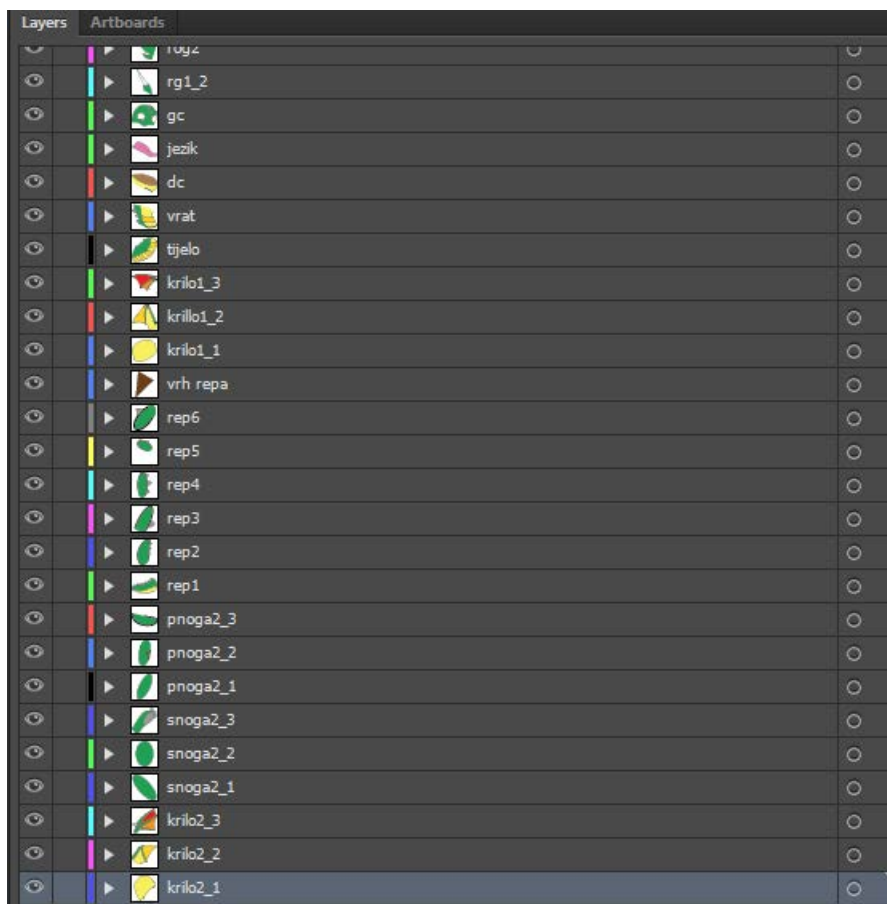 Layers Artboards
rog2
rg1_2
gc
jezik
dc
vrat
tijelo
krilo1_3
krillo1_2
krilo1_1
vrh repa
rep6
rep5
rep4
rep3
rep2
rep1
pnoga2_3
pnoga2_2
pnoga2_1
snoga2_3
snoga2_2
snoga2_1
krilo2_3
krilo2_2
krilo2_1